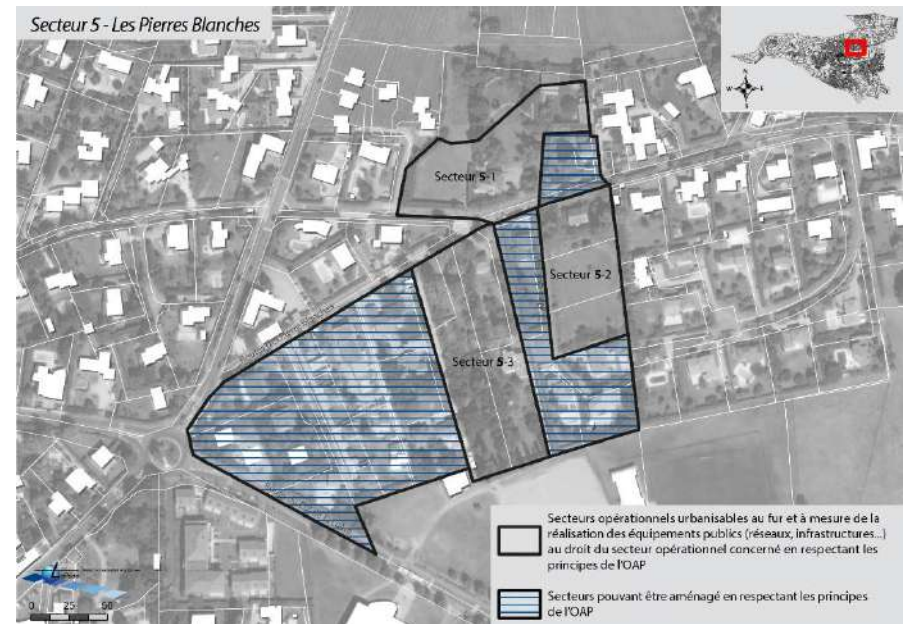 Secteur 5 - Les Pierres Blanches
N
W
E
S
Secteur 5-1
Secteur 5-2
Secteur 5-3
Secteurs opérationnels urbanisables au fur et à mesure de la
réalisation des équipements publics (réseaux, infrastructures...)
au droit du secteur opérationnel concerné en respectant les
principes de l'OAP
Secteurs pouvant être aménagé en respectant les principes
de l'OAP
0 25 50